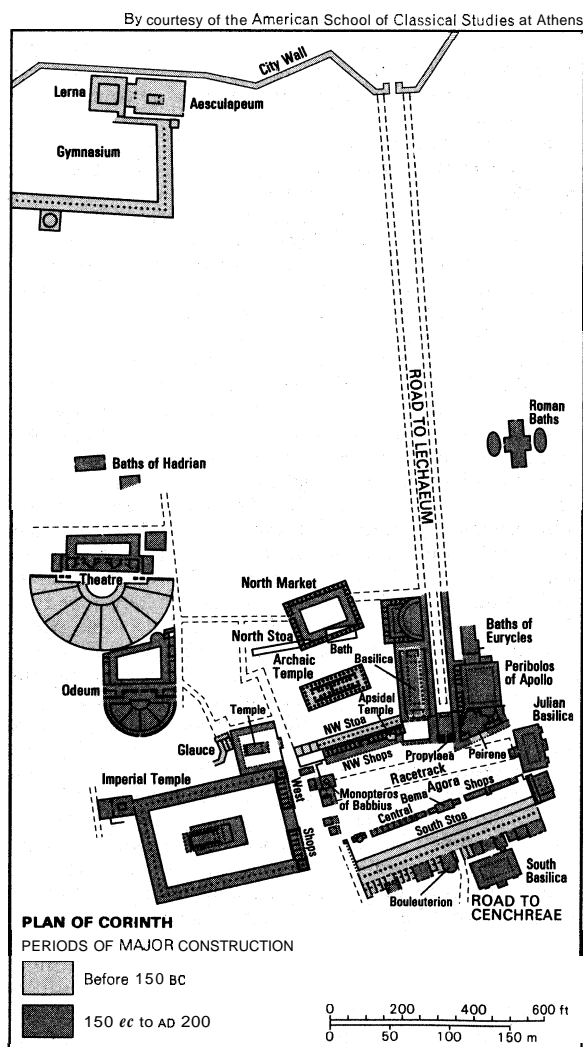 By courtesy of the American School of Classical Studies at Athens
City Wall
Lerna
Aesculapeum
Gymnasium
ROAD TO LECHAEUM
Roman
Baths
Baths of Hadrian
Theatre
North Market
North Stoa
Bath
Baths of
Eurycles
Archaic
Temple
Basilica
Peribolos
of Apollo
Odeum
Apsidal
Temple
Julian
Basilica
Temple
NW Stoa
Glauce
NW Shops
Propylaea
Peirene
Imperial Temple
West
Shops
Racetrack
Monopteros
of Babbius
Bema
Agora
Central
Shops
South Stoa
South
Basilica
Bouleuterion
ROAD TO
CENCHREAE
PLAN OF CORINTH
PERIODS OF MAJOR CONSTRUCTION
Before 150 BC
150 ec to AD 200
0 200 400 600 ft
0 50 100 150 m